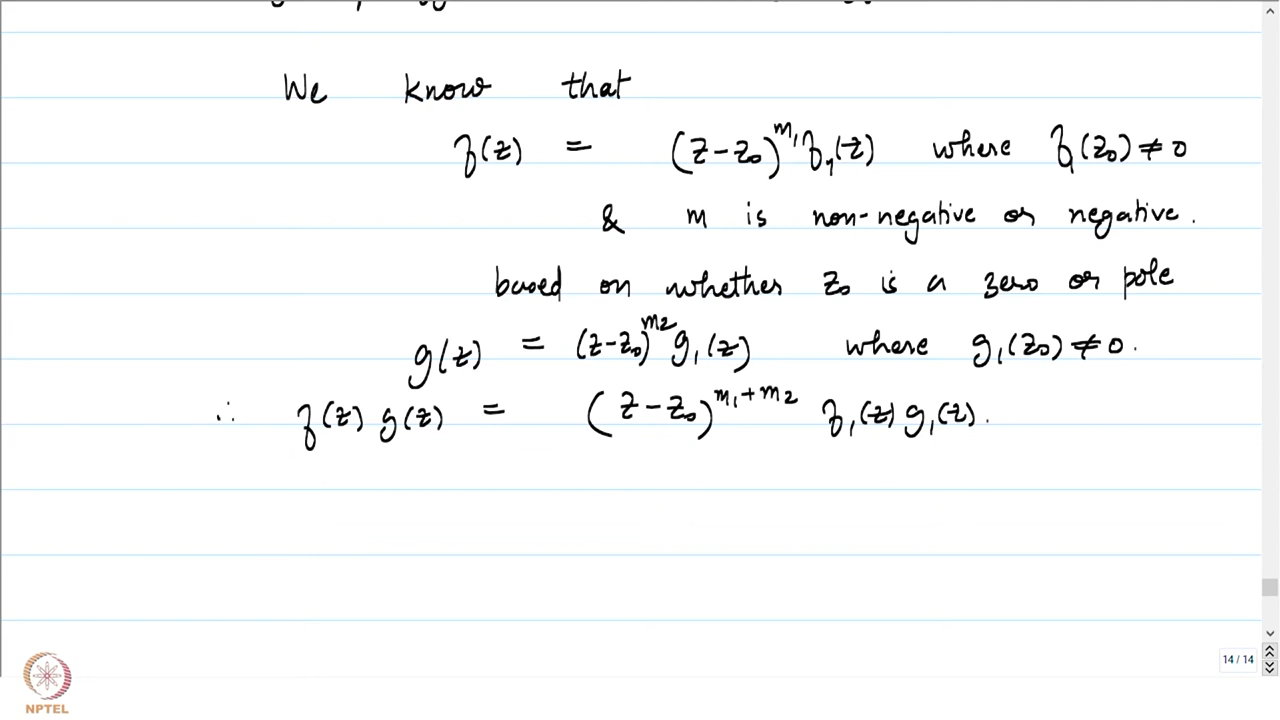 We know that
f(z) = (z-z₀)^m₁ f₁(z) where f₁(z₀) ≠ 0
& m is non-negative or negative.
based on whether z₀ is a zero or pole
g(z) = (z-z₀)^m₂ g₁(z) where g₁(z₀) ≠ 0.
∴ f(z) g(z) = (z-z₀)^m₁+m₂ f₁(z) g₁(z).
14 / 14
NPTEL